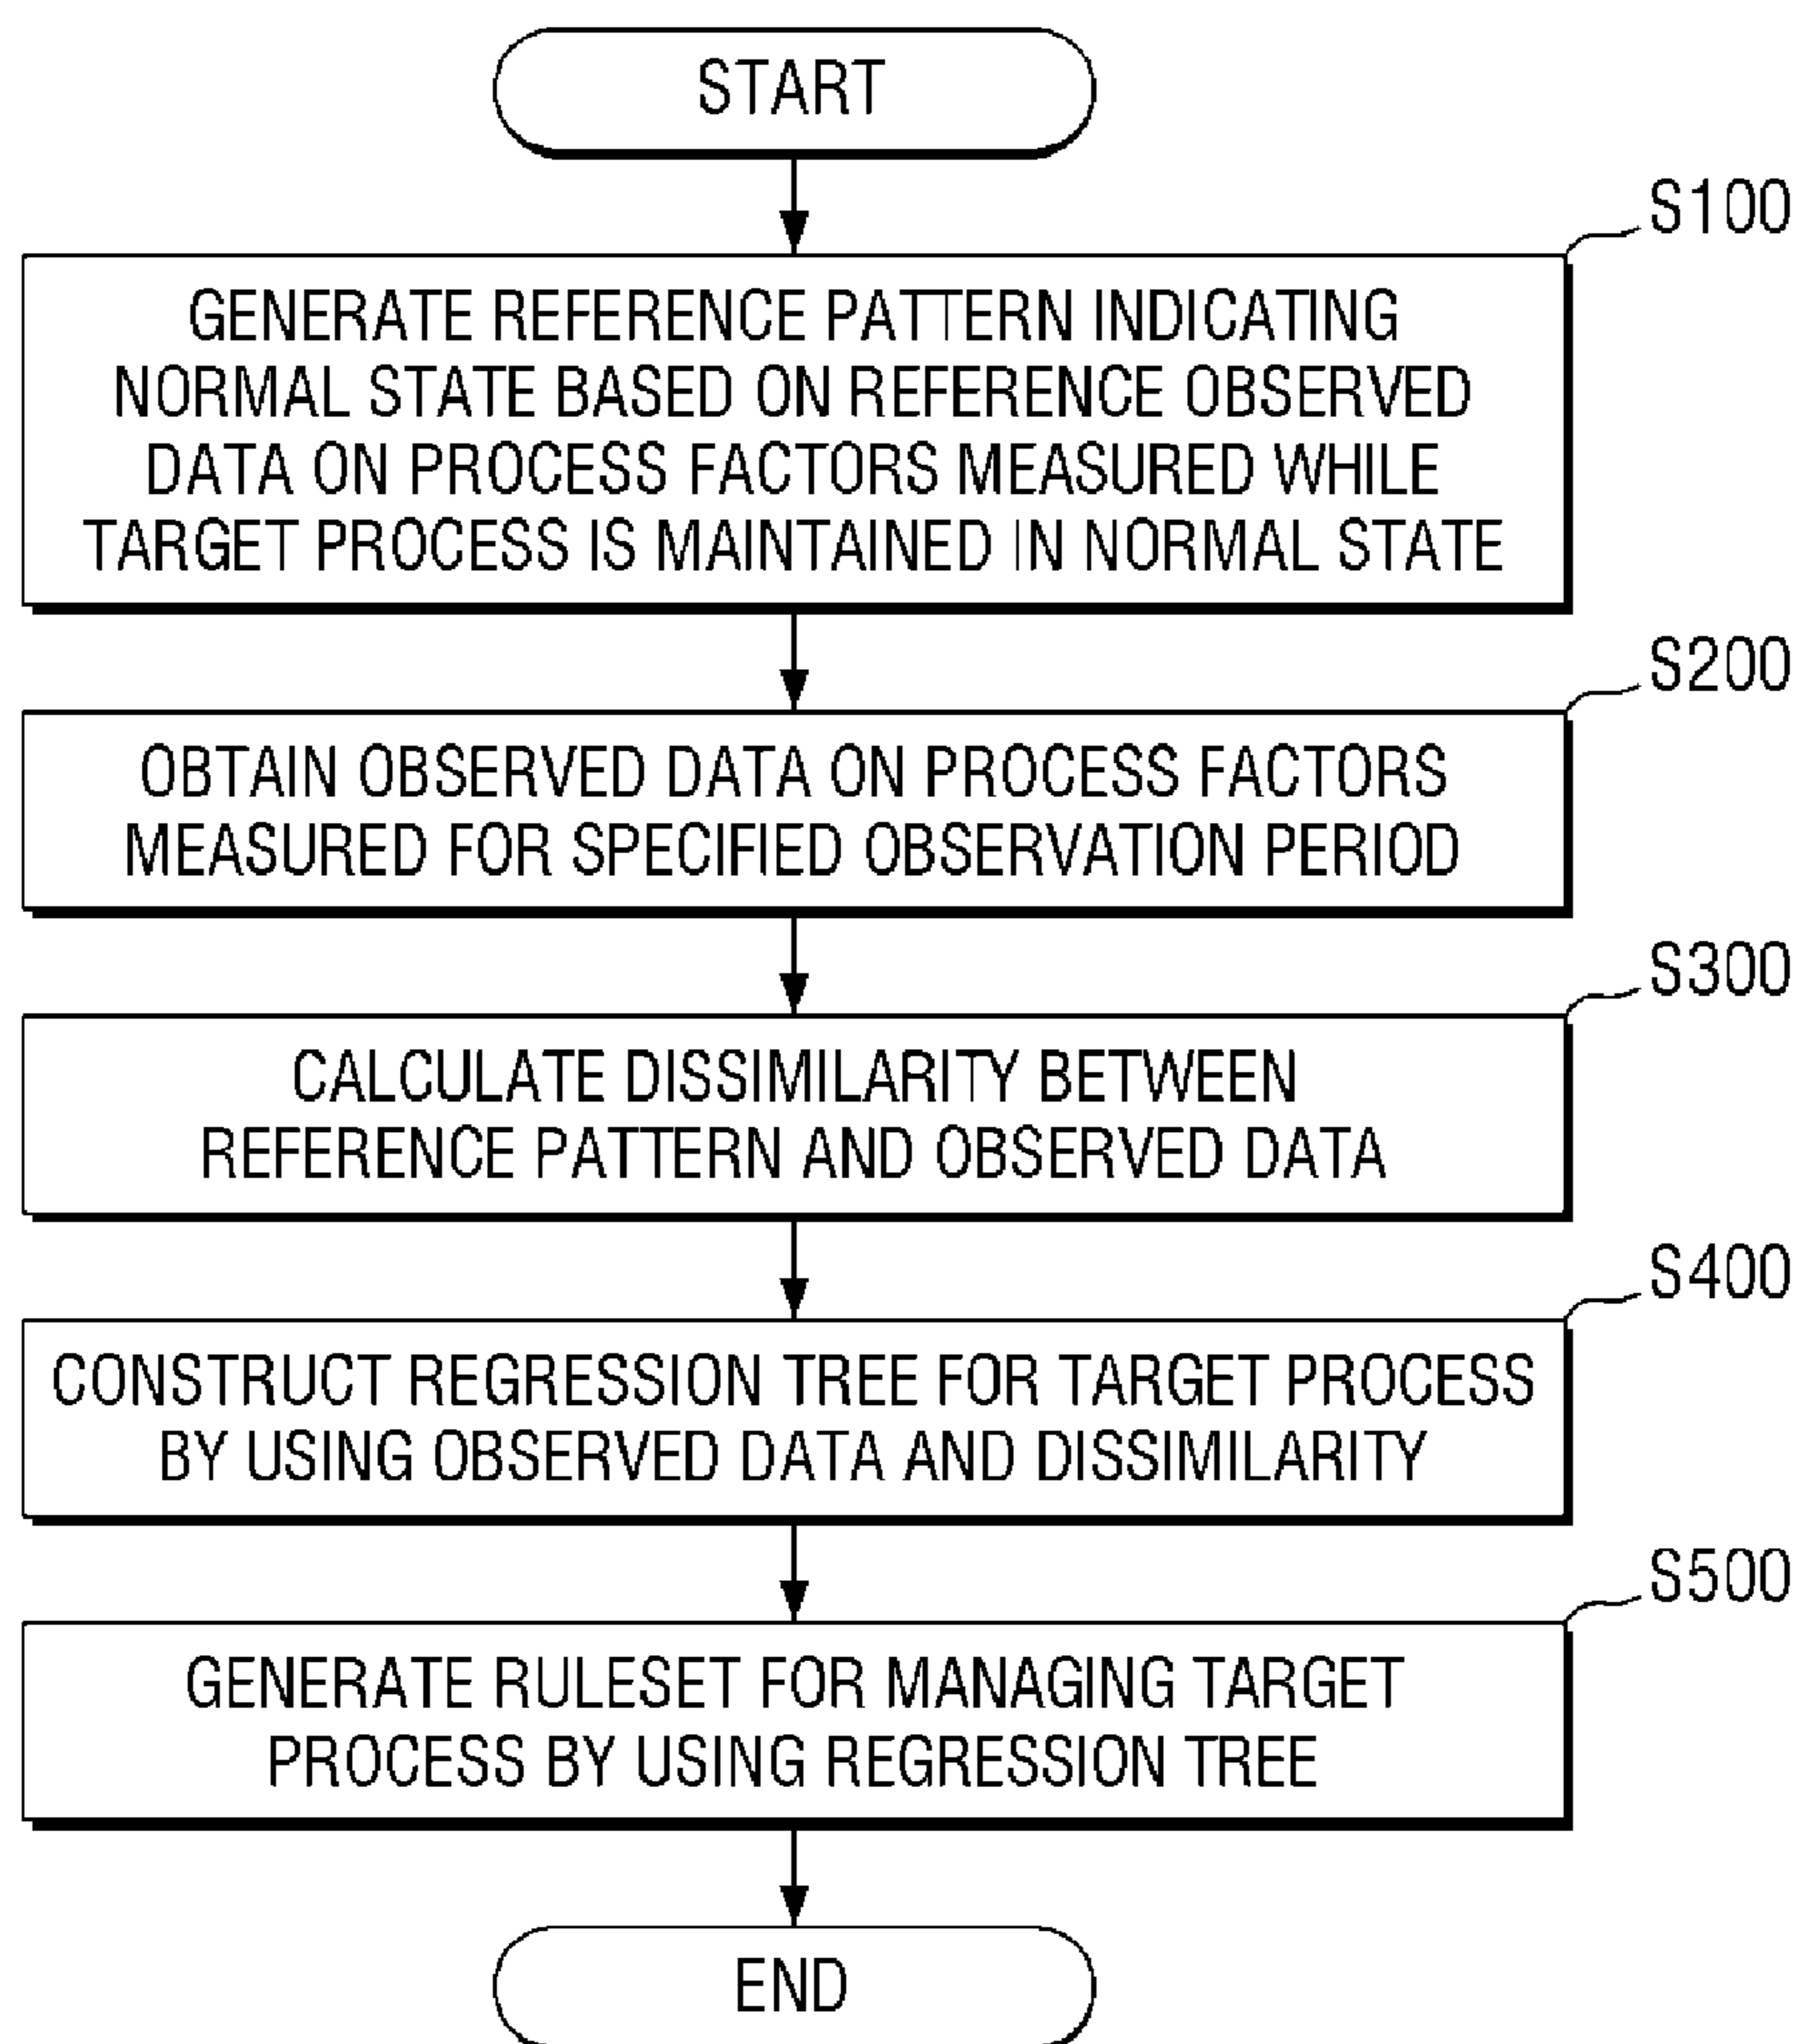 START
S100
GENERATE REFERENCE PATTERN INDICATING
NORMAL STATE BASED ON REFERENCE OBSERVED
DATA ON PROCESS FACTORS MEASURED WHILE
TARGET PROCESS IS MAINTAINED IN NORMAL STATE
S200
OBTAIN OBSERVED DATA ON PROCESS FACTORS
MEASURED FOR SPECIFIED OBSERVATION PERIOD
S300
CALCULATE DISSIMILARITY BETWEEN
REFERENCE PATTERN AND OBSERVED DATA
S400
CONSTRUCT REGRESSION TREE FOR TARGET PROCESS
BY USING OBSERVED DATA AND DISSIMILARITY
S500
GENERATE RULESET FOR MANAGING TARGET
PROCESS BY USING REGRESSION TREE
END